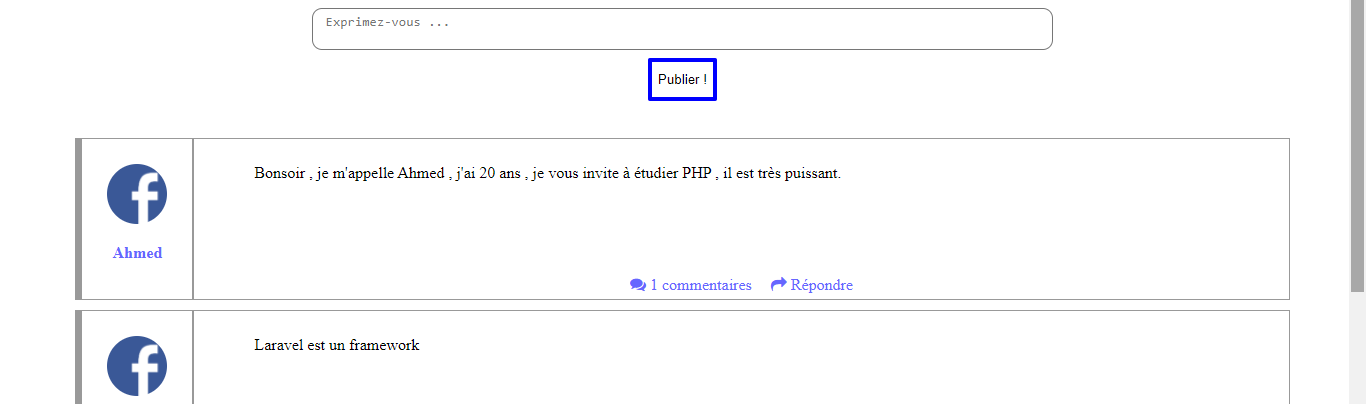 Exprimez-vous ...
Publier !
Bonsoir , je m'appelle Ahmed , j'ai 20 ans , je vous invite à étudier PHP , il est très puissant.
Ahmed
1 commentaires Répondre
Laravel est un framework